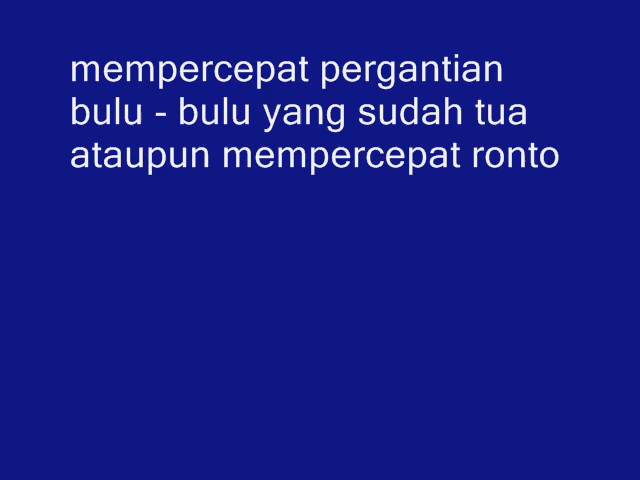 mempercepat pergantian
bulu - bulu yang sudah tua
ataupun mempercepat ronto